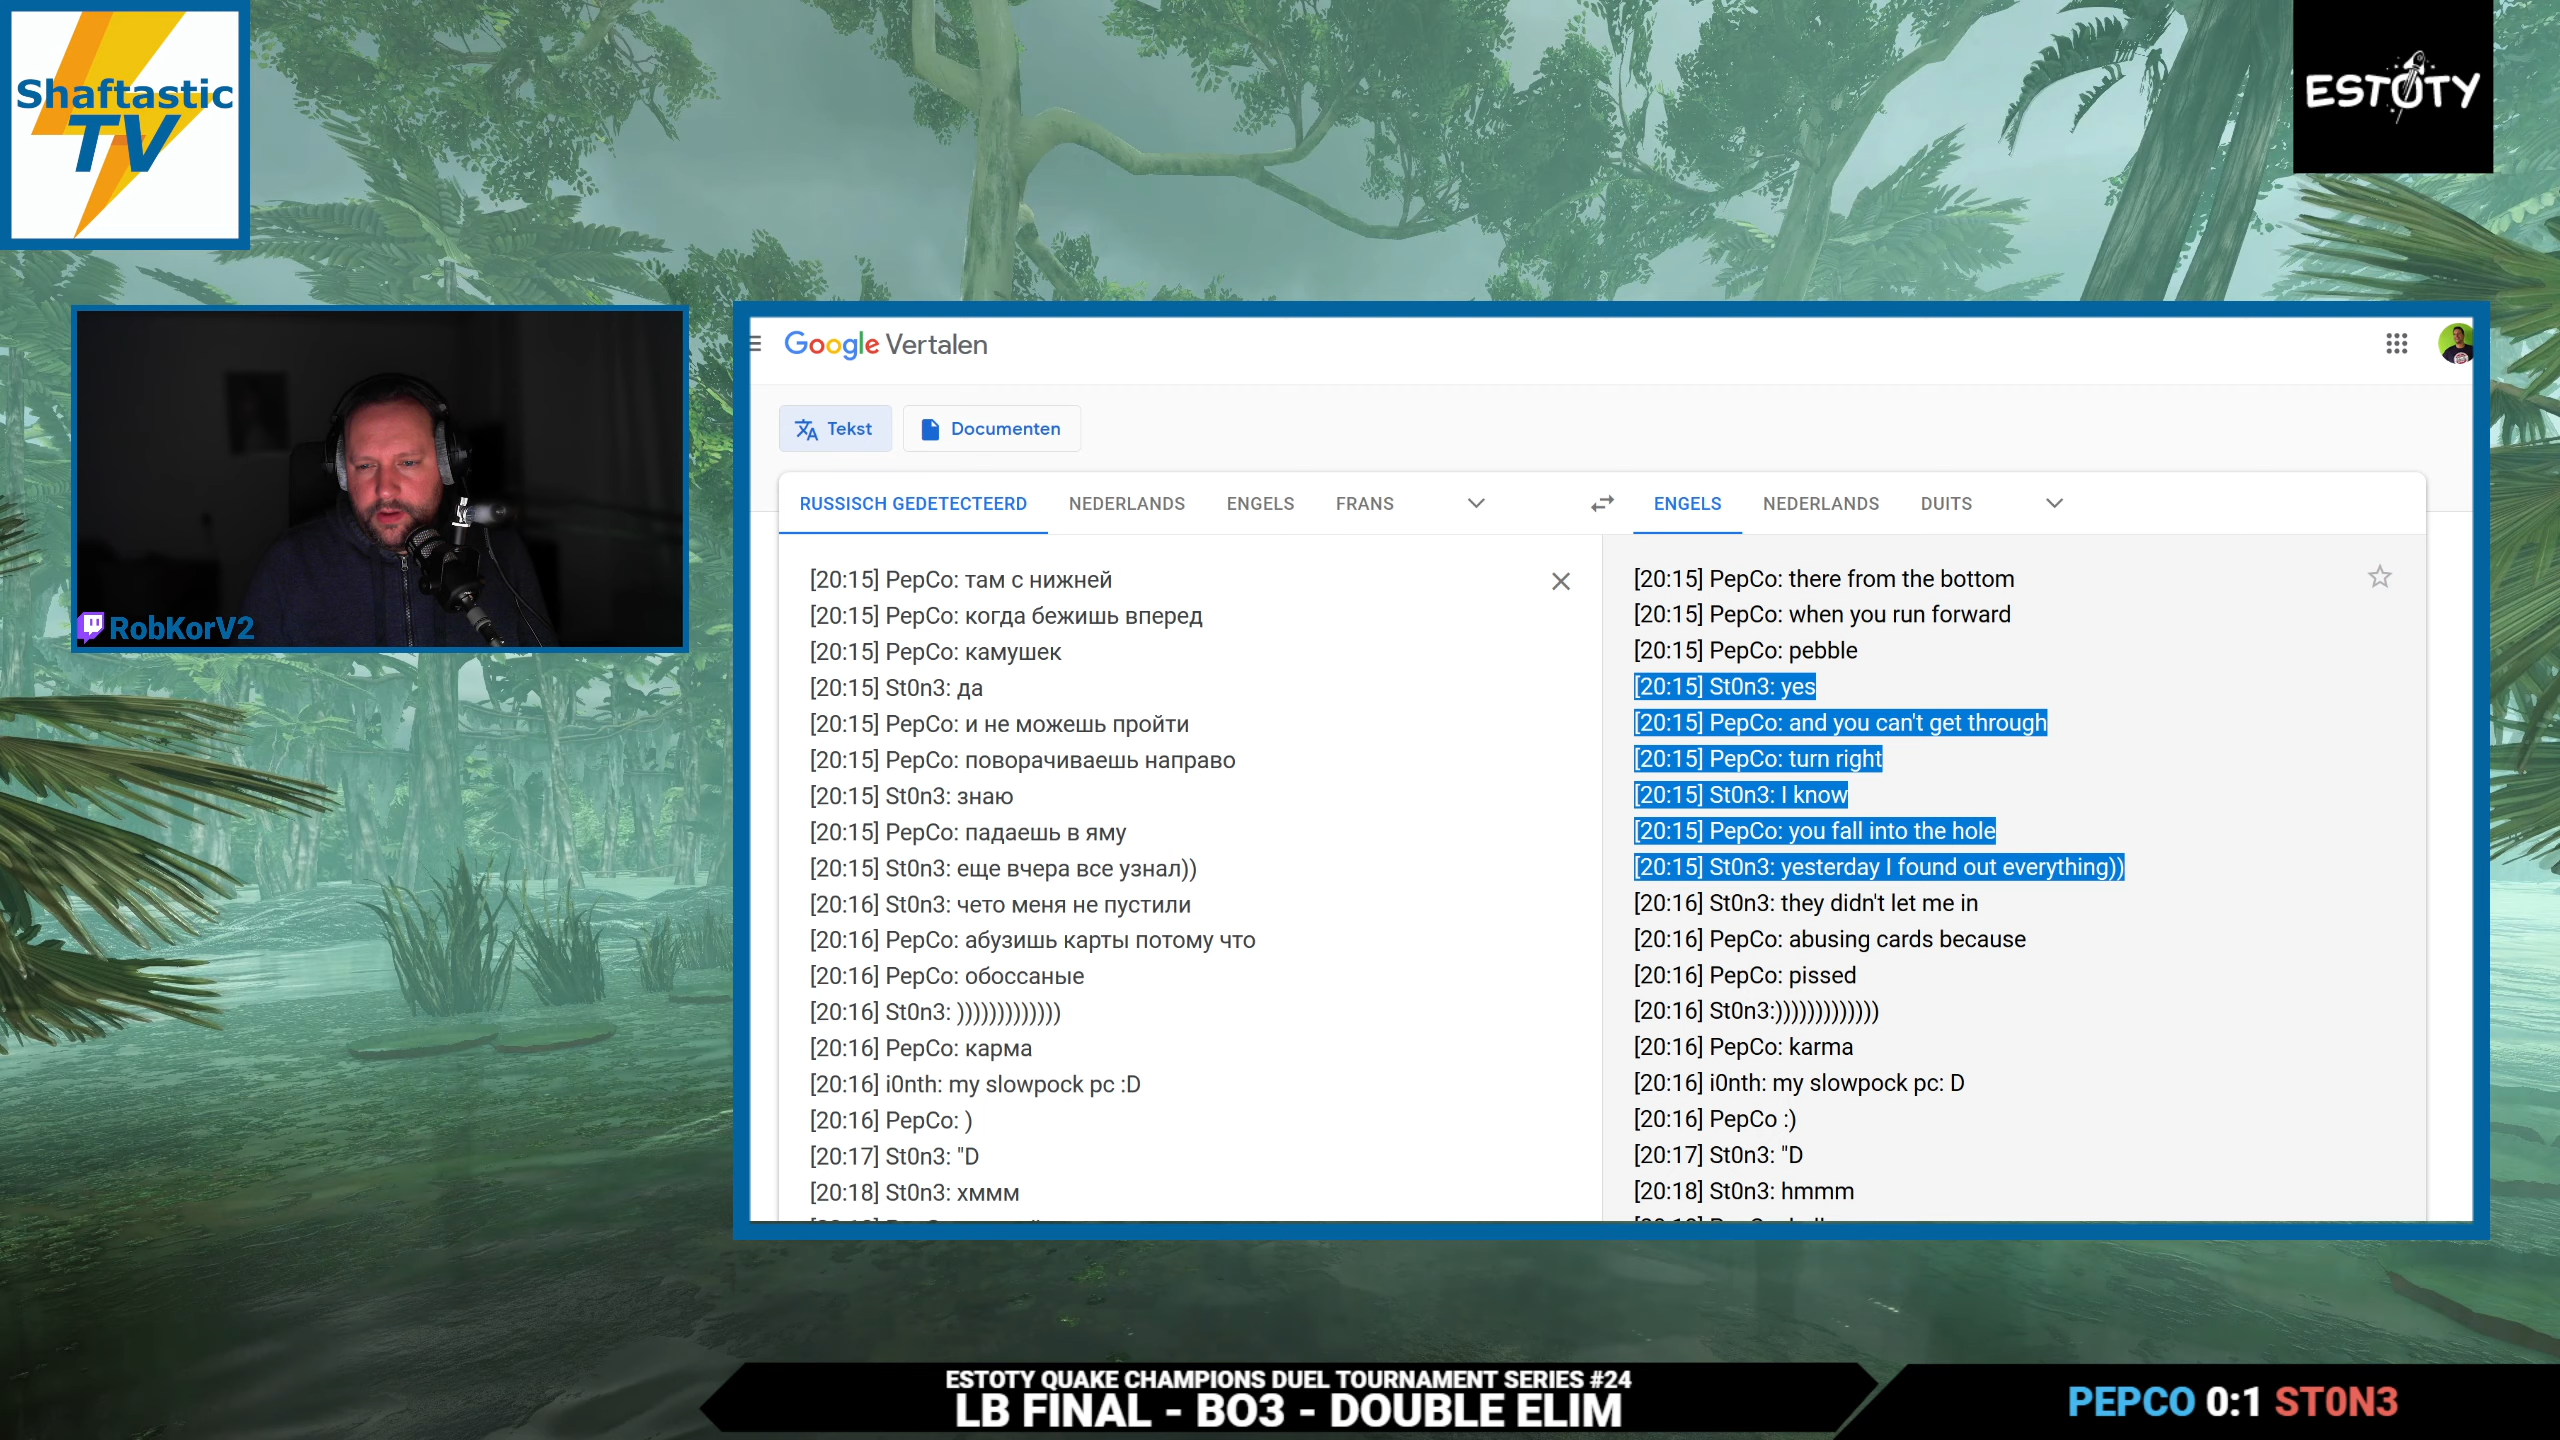 Shaftastic
TV
ESTOTY
Google Vertalen
Tekst
Documenten
RUSSISCH GEDETECTEERD NEDERLANDS ENGELS FRANS
ENGELS NEDERLANDS DUITS
[20:15] PepCo: там с нижней
[20:15] PepCo: когда бежишь вперед
[20:15] PepCo: камушек
[20:15] St0n3: да
[20:15] PepCo: и не можешь пройти
[20:15] PepCo: поворачиваешь направо
[20:15] St0n3: знаю
[20:15] PepCo: падаешь в яму
[20:15] St0n3: еще вчера все узнал))
[20:16] St0n3: чето меня не пустили
[20:16] PepCo: абузишь карты потому что
[20:16] PepCo: обоссаные
[20:16] St0n3: )))))))))))))
[20:16] PepCo: карма
[20:16] i0nth: my slowpock pc :D
[20:16] PepCo: )
[20:17] St0n3: "D
[20:18] St0n3: хммм
[20:15] PepCo: there from the bottom
[20:15] PepCo: when you run forward
[20:15] PepCo: pebble
[20:15] St0n3: yes
[20:15] PepCo: and you can't get through
[20:15] PepCo: turn right
[20:15] St0n3: I know
[20:15] PepCo: you fall into the hole
[20:15] St0n3: yesterday I found out everything))
[20:16] St0n3: they didn't let me in
[20:16] PepCo: abusing cards because
[20:16] PepCo: pissed
[20:16] St0n3:)))))))))))))
[20:16] PepCo: karma
[20:16] i0nth: my slowpock pc: D
[20:16] PepCo :)
[20:17] St0n3: "D
[20:18] St0n3: hmmm
RobKorV2
ESTOTY QUAKE CHAMPIONS DUEL TOURNAMENT SERIES #24
LB FINAL - BO3 - DOUBLE ELIM
PEPCO 0:1 ST0N3